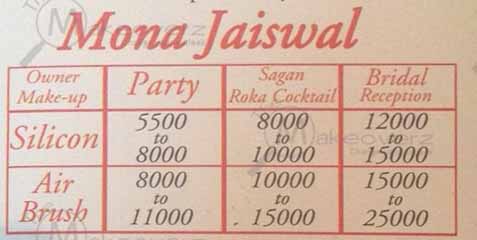 Mona Jaiswal
Owner Party Sagan Bridal
Make-up Roka Cocktail Reception
Silicon 5500 8000 12000
to to to
8000 10000 15000
Air 8000 10000 15000
Brush to to to
11000 15000 25000